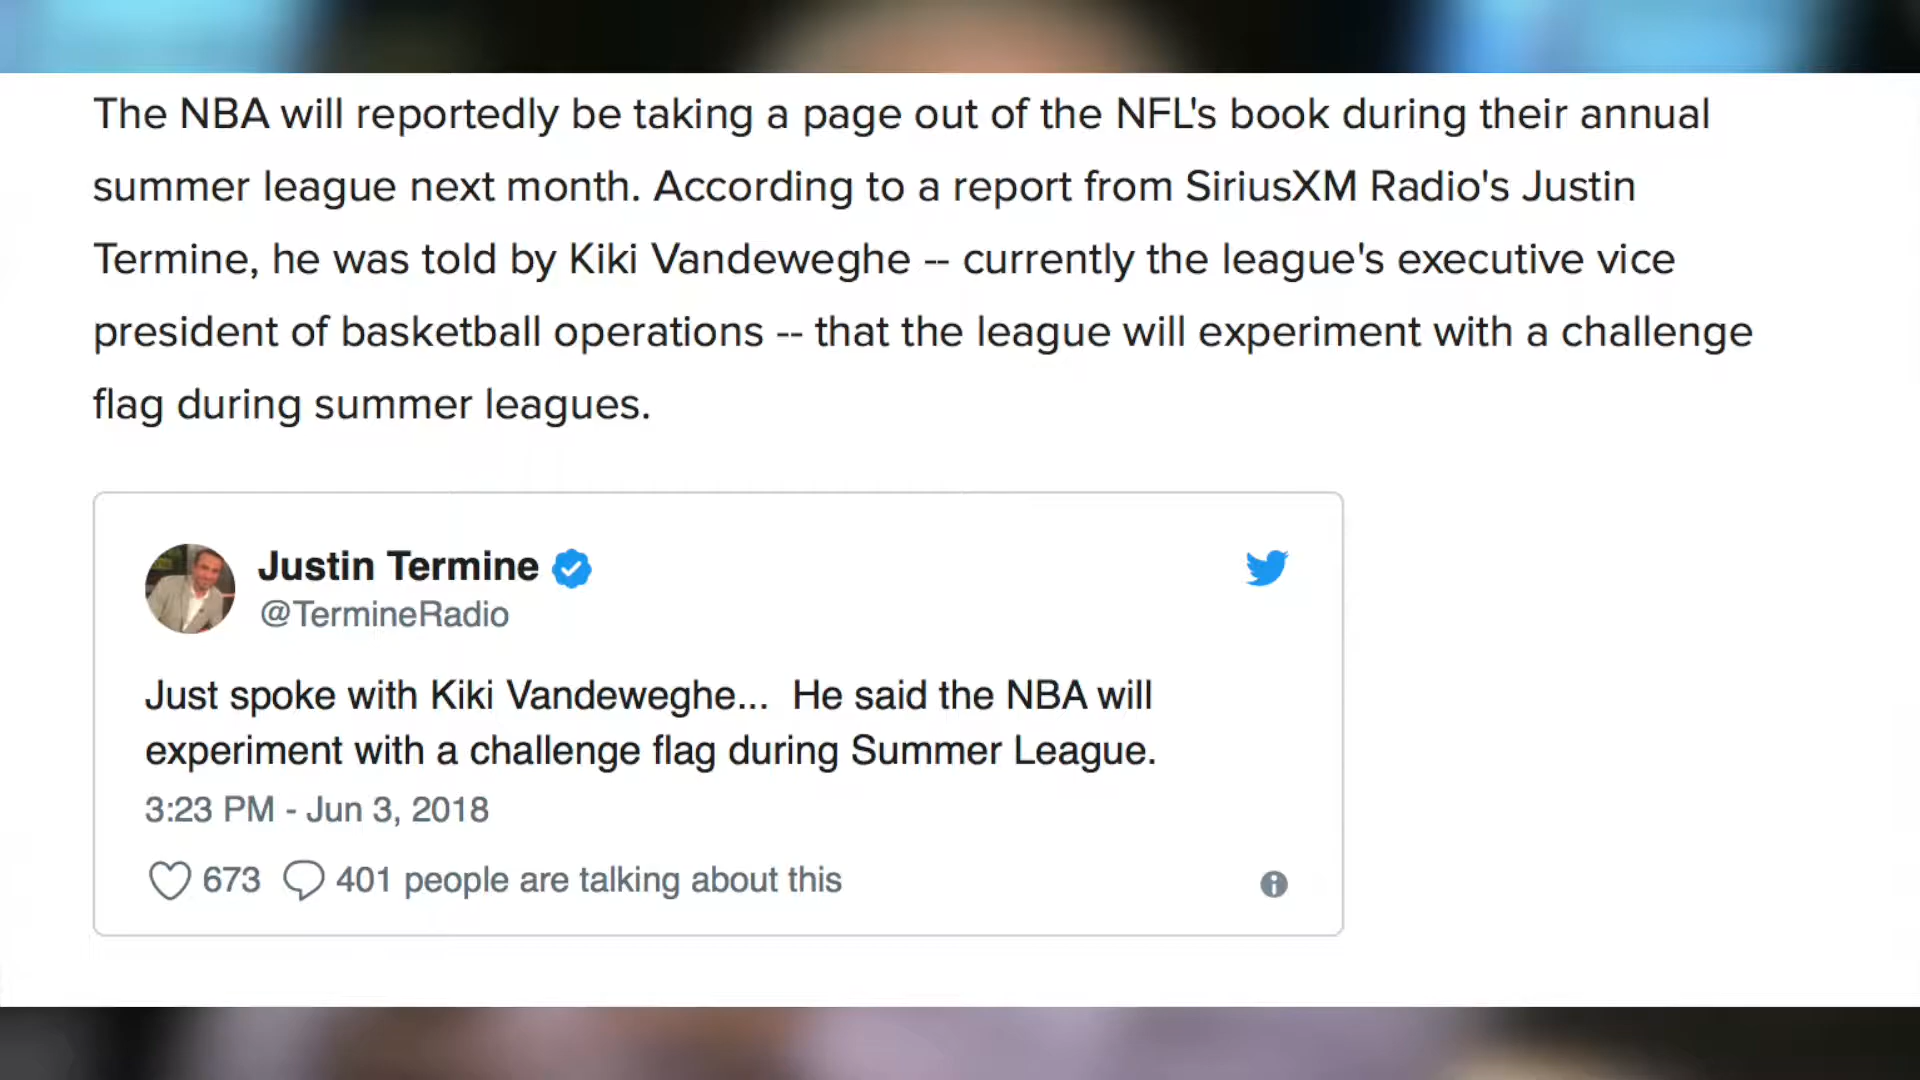 The NBA will reportedly be taking a page out of the NFL's book during their annual
summer league next month. According to a report from SiriusXM Radio's Justin
Termine, he was told by Kiki Vandeweghe -- currently the league's executive vice
president of basketball operations -- that the league will experiment with a challenge
flag during summer leagues.
Justin Termine
@TermineRadio
Just spoke with Kiki Vandeweghe...  He said the NBA will
experiment with a challenge flag during Summer League.
3:23 PM - Jun 3, 2018
673 401 people are talking about this